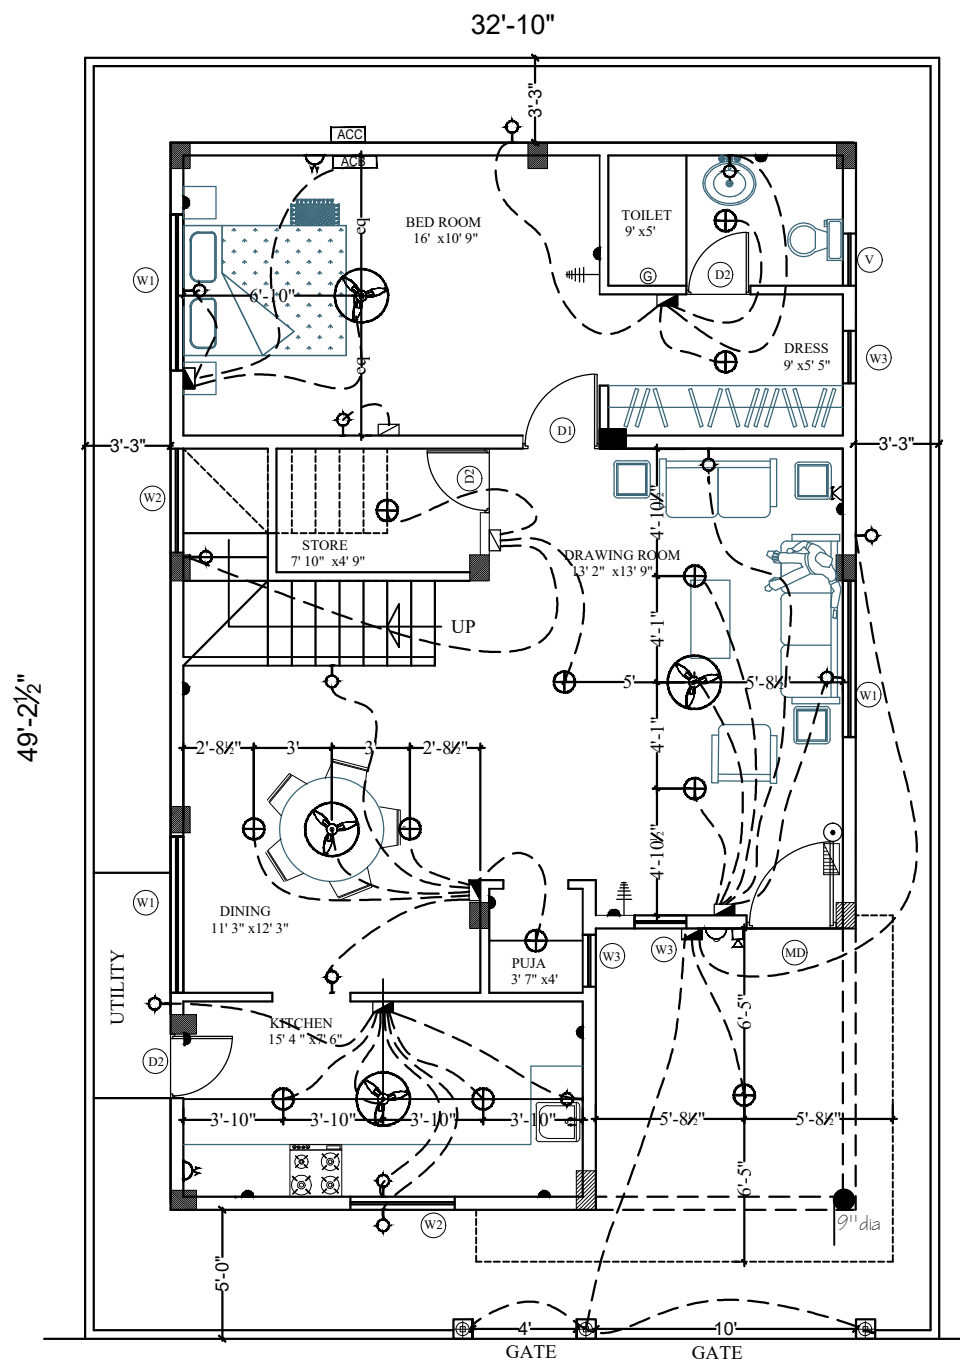 32'-10"
3'-3"
ACC
ACB
eq
BED ROOM
16' x10' 9"
TOILET
9' x5'
G
D2
V
W1
6'-10"
eq
DRESS
9' x5' 5"
W3
D1
3'-3"
3'-3"
W2
D2
4'-10½"
STORE
7' 10" x4' 9"
DRAWING ROOM
13' 2" x13' 9"
UP
4'-1"
5'
5'-8½"
W1
49'-2½"
2'-8½"
3'
3'
2'-8½"
4'-1"
4'-10½"
W1
DINING
11' 3"x12' 3"
UTILITY
PUJA
3' 7" x4'
W3
W3
MD
KITCHEN
15' 4 " x7' 6"
D2
6'-5"
3'-10"
3'-10"
3'-10"
3'-10"
5'-8½"
5'-8½"
6'-5"
W2
9" dia
5'-0"
4'
10'
GATE
GATE